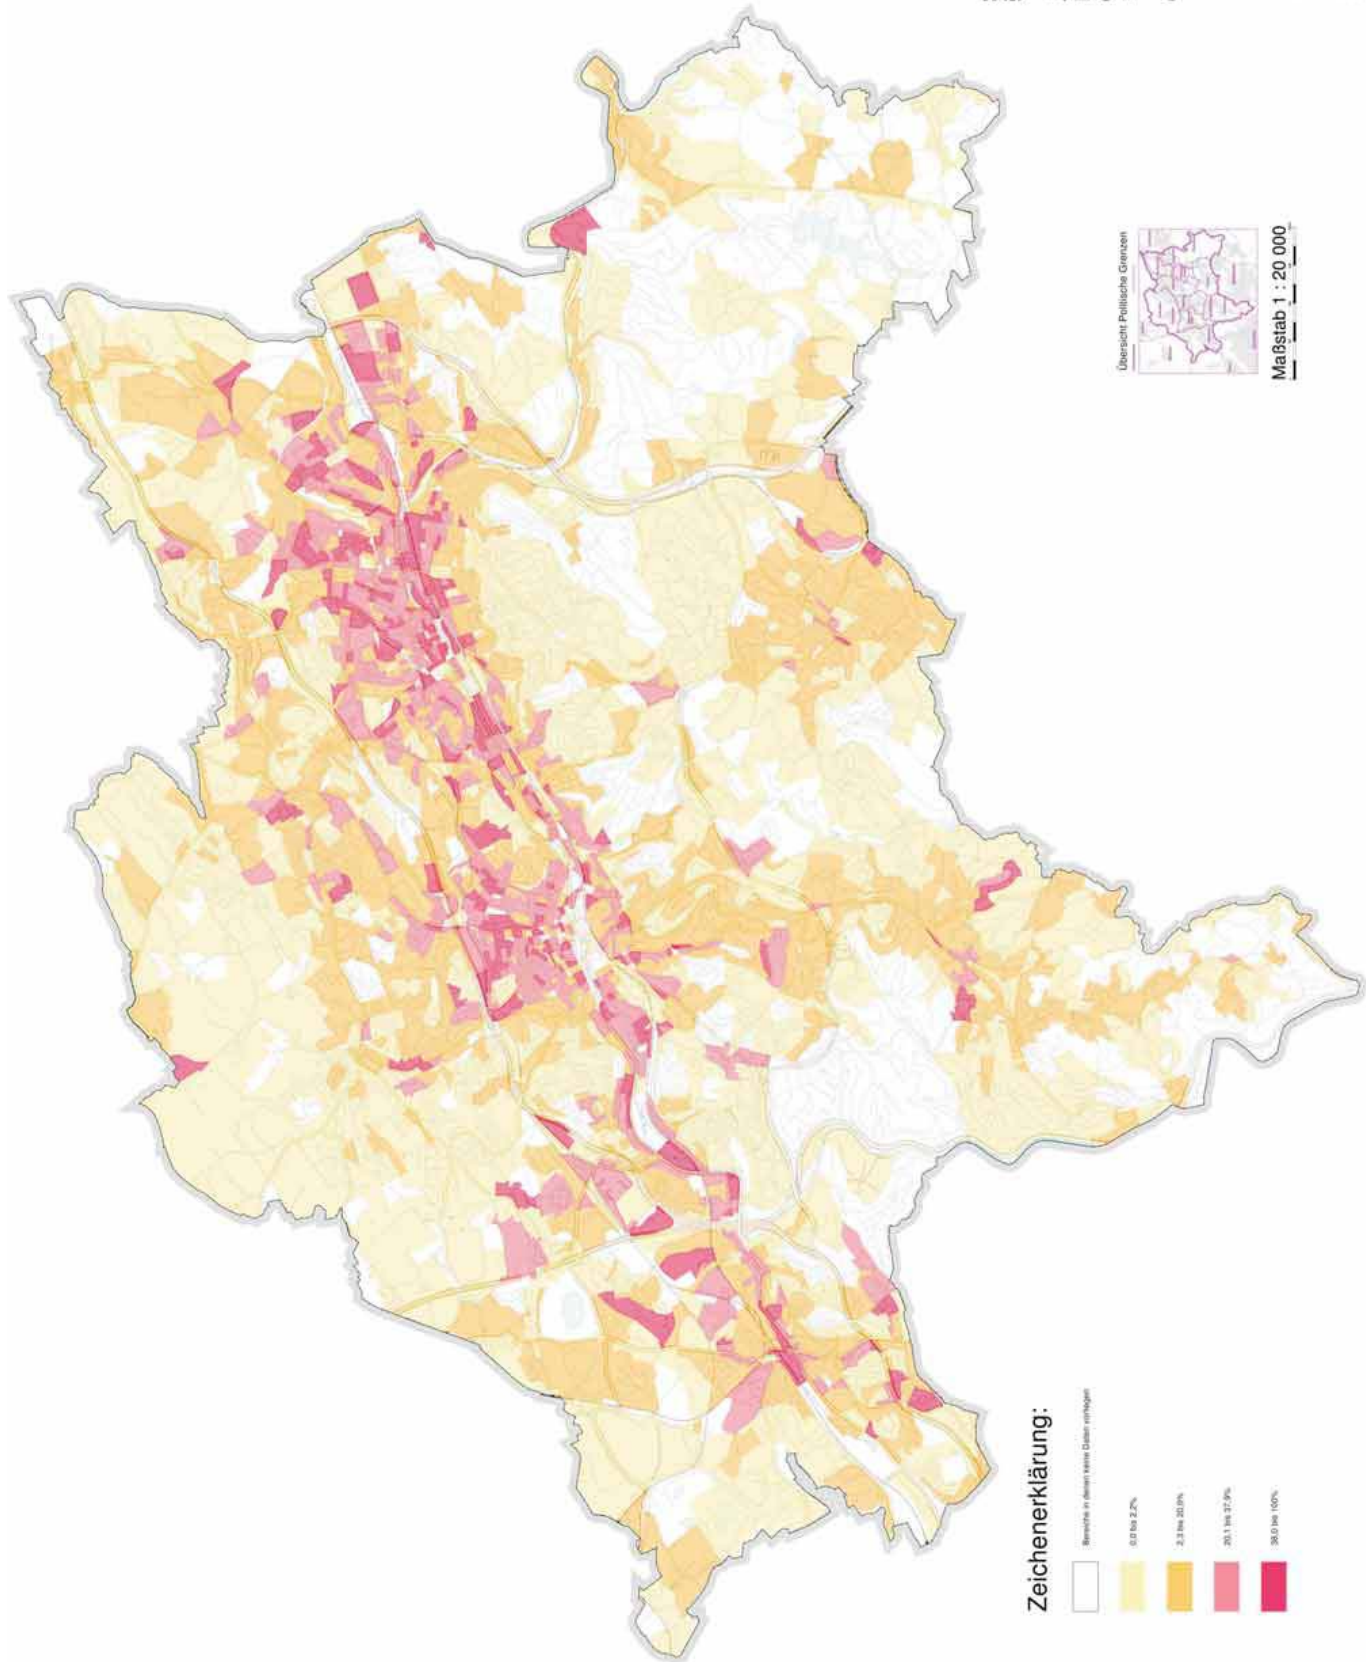 Übersicht Politische Grenzen
Maßstab 1 : 20 000
Zeichenerklärung:
Bereiche in denen keine Daten vorliegen
0,0 bis 2,2%
2,3 bis 20,0%
20,1 bis 37,9%
38,0 bis 100%